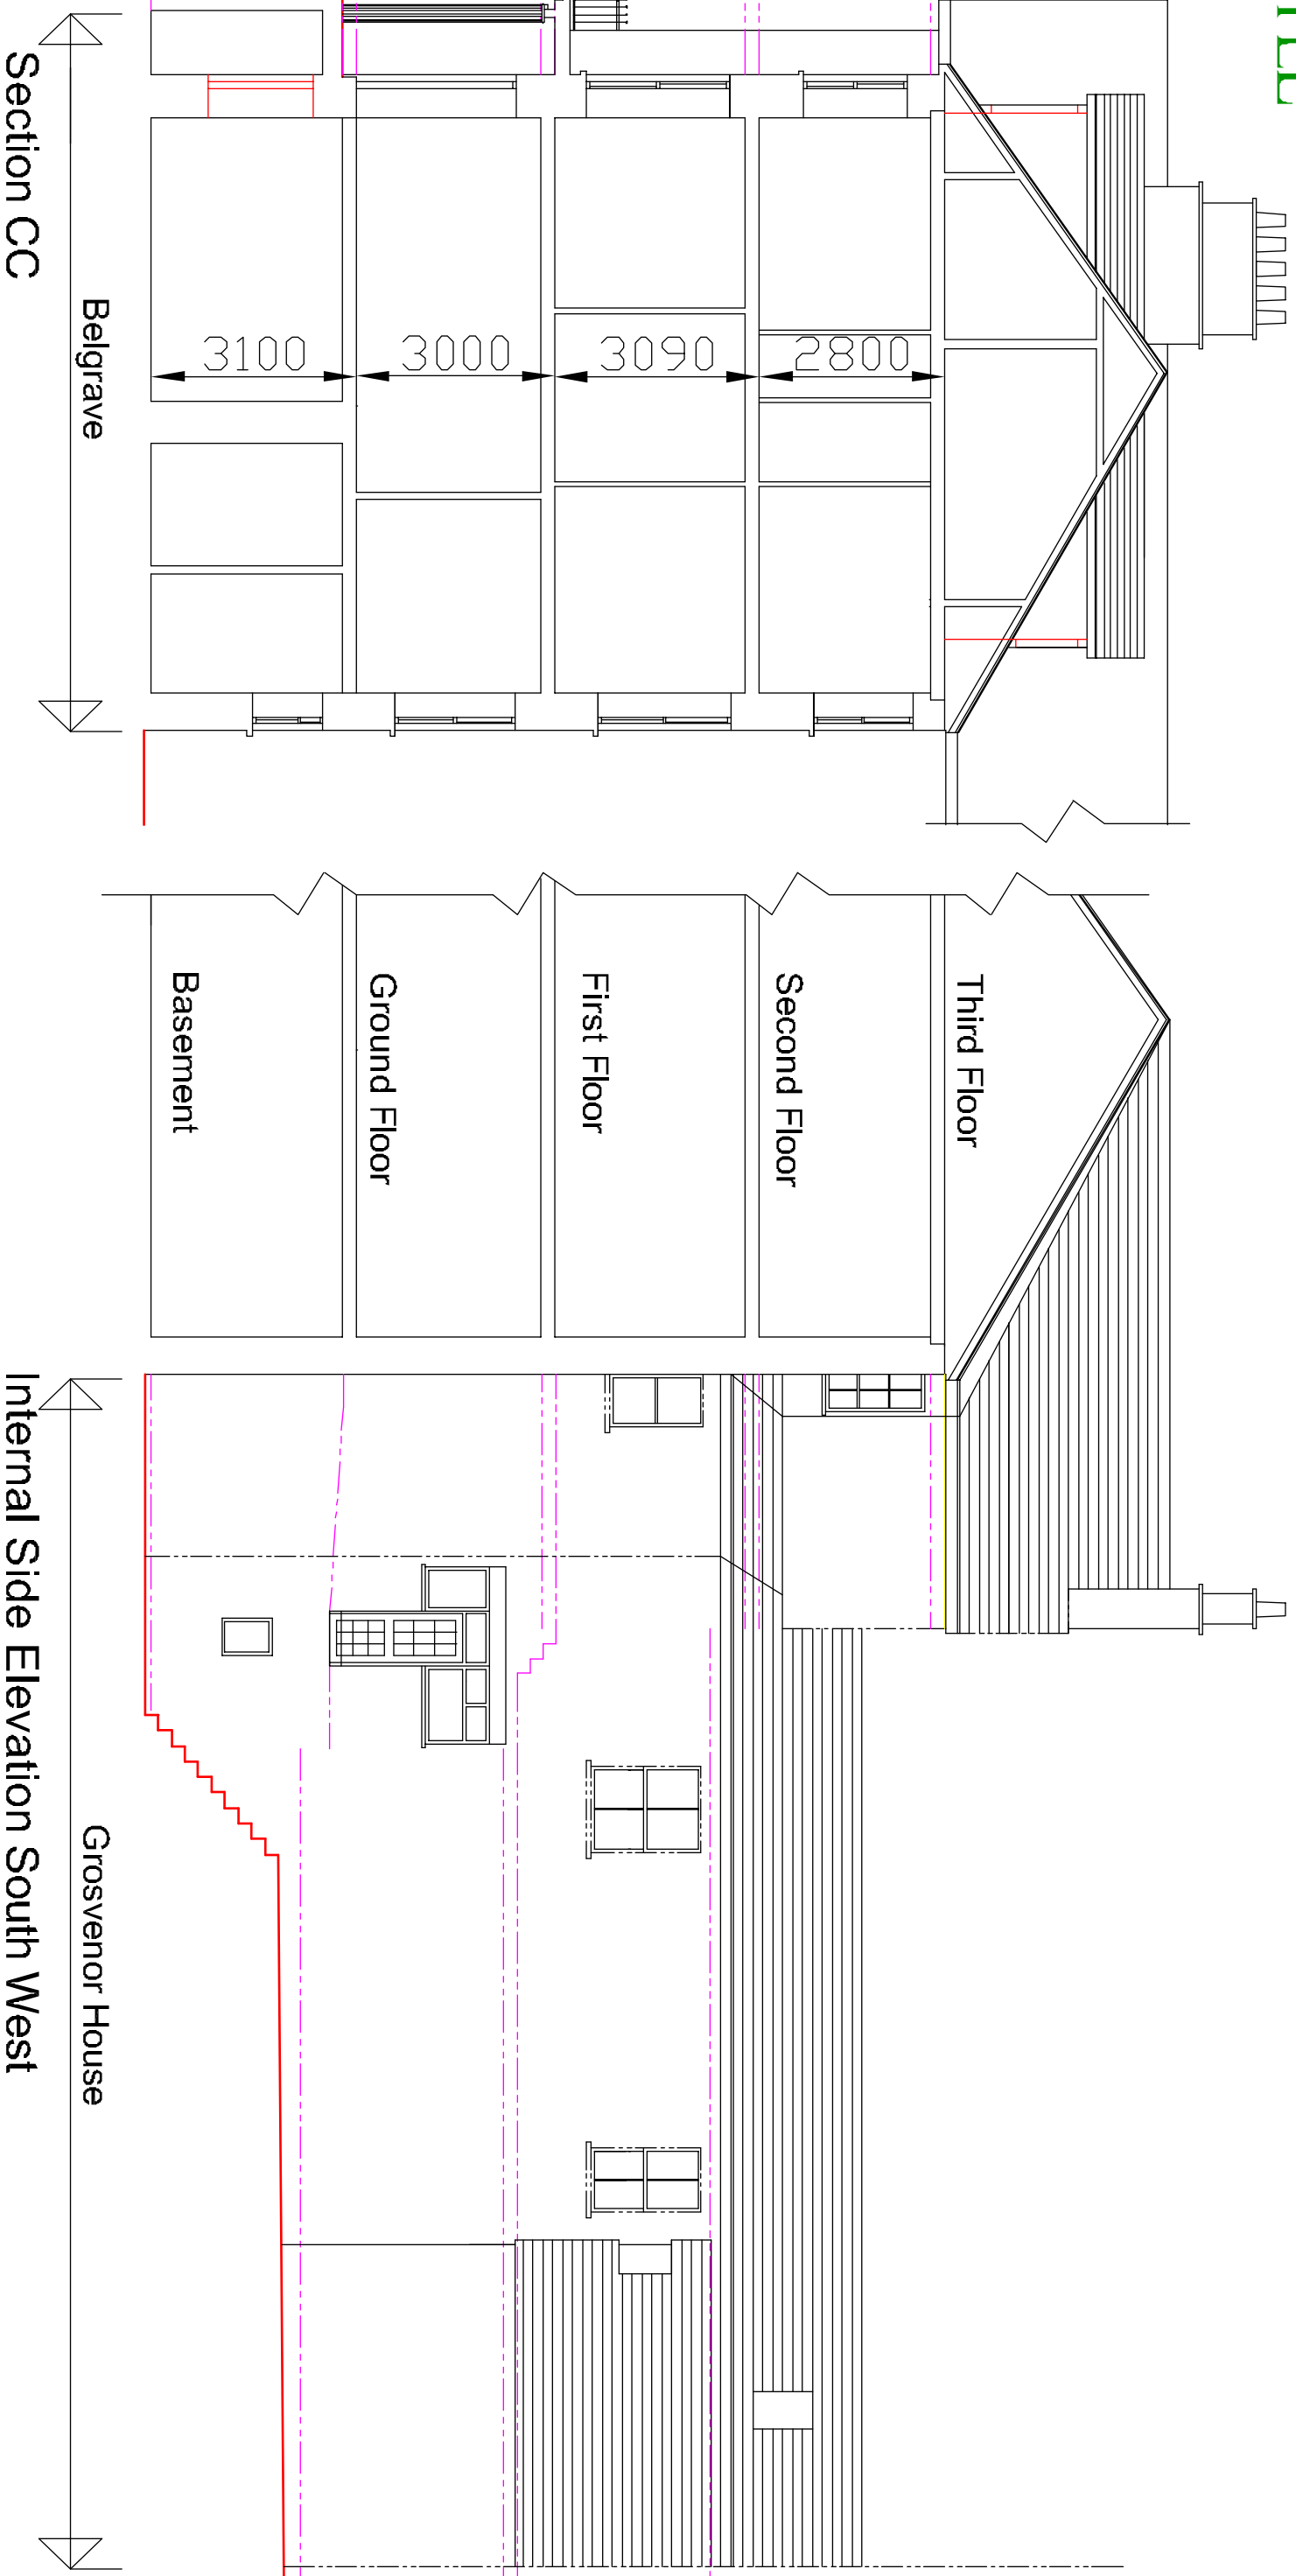 Third Floor
Second Floor
First Floor
Ground Floor
Basement
2800
3090
3000
3100
Belgrave
Grosvenor House
Section CC
Internal Side Elevation South West